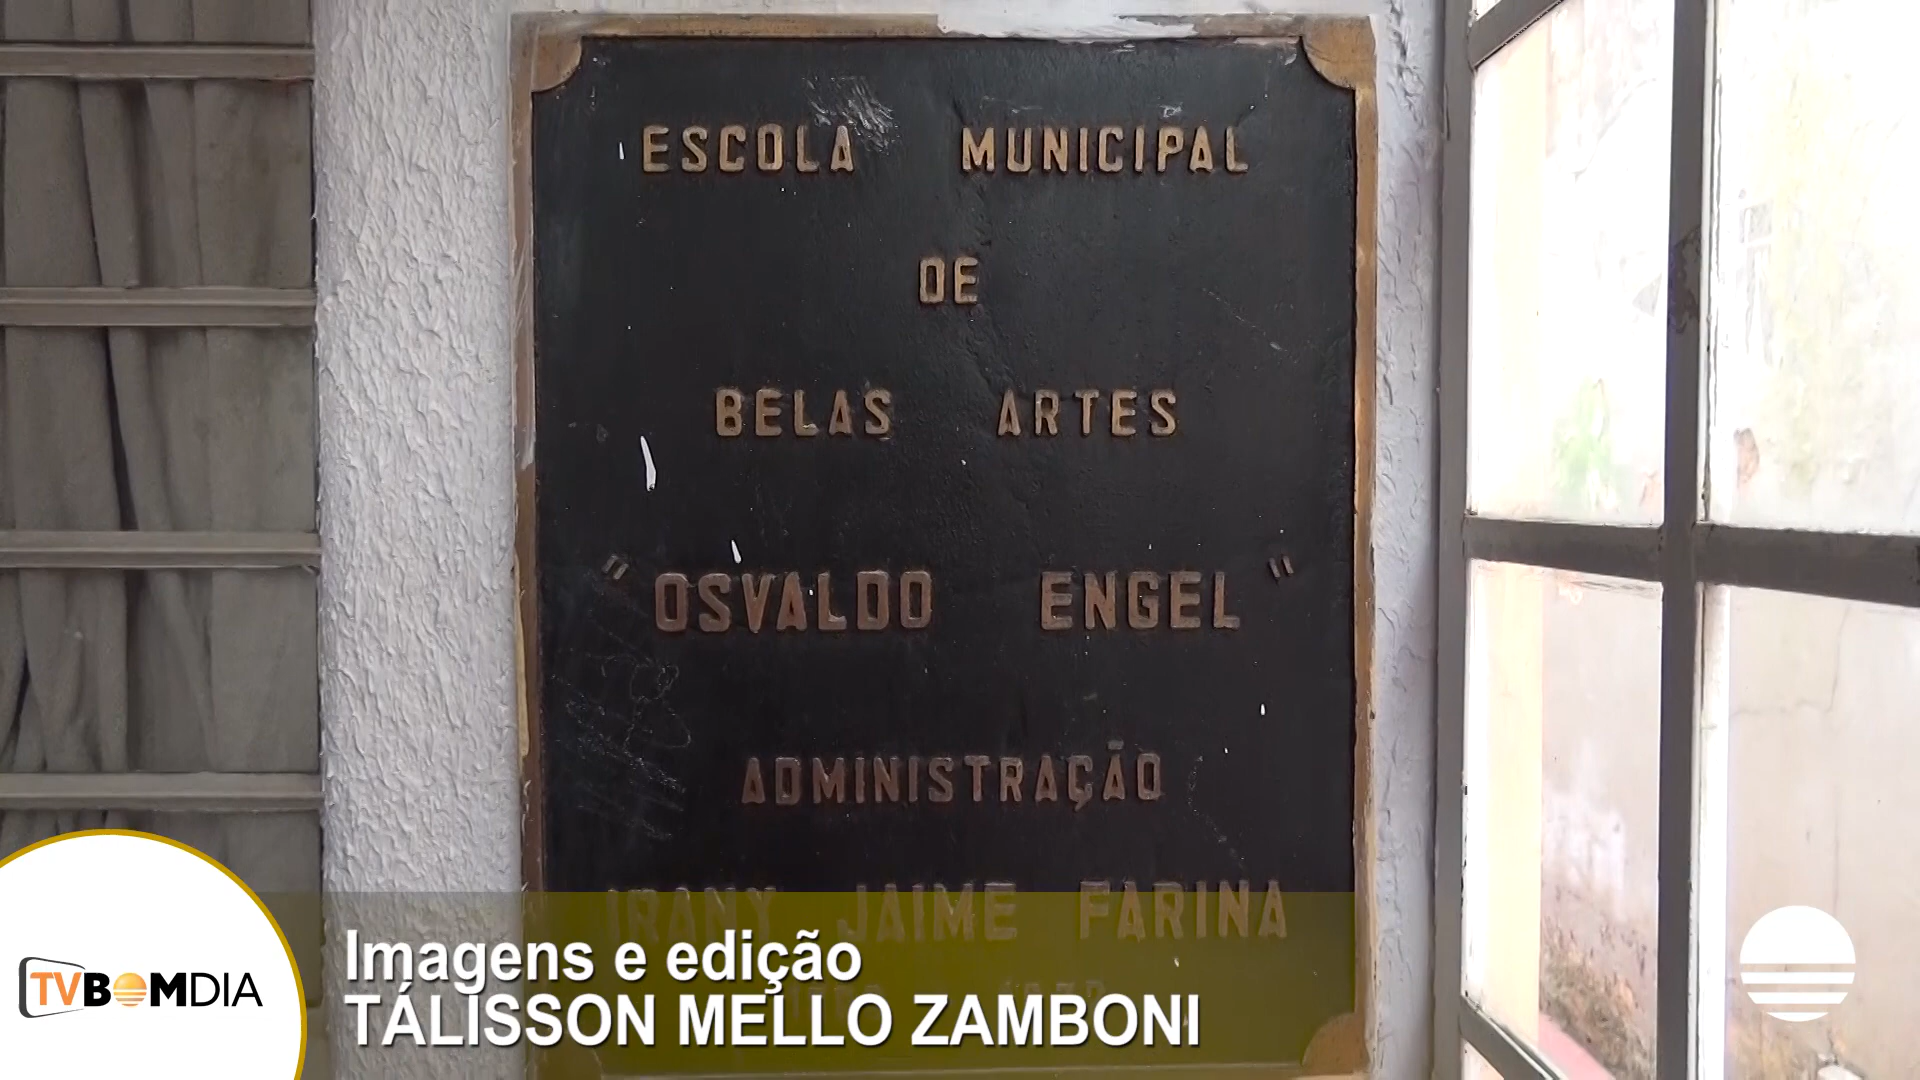 ESCOLA MUNICIPAL
DE
BELAS ARTES
"OSVALDO ENGEL"
ADMINISTRAÇÃO
IRANY JAIME FARINA
Imagens e edição
TÁLISSON MELLO ZAMBONI
TVBOMDIA